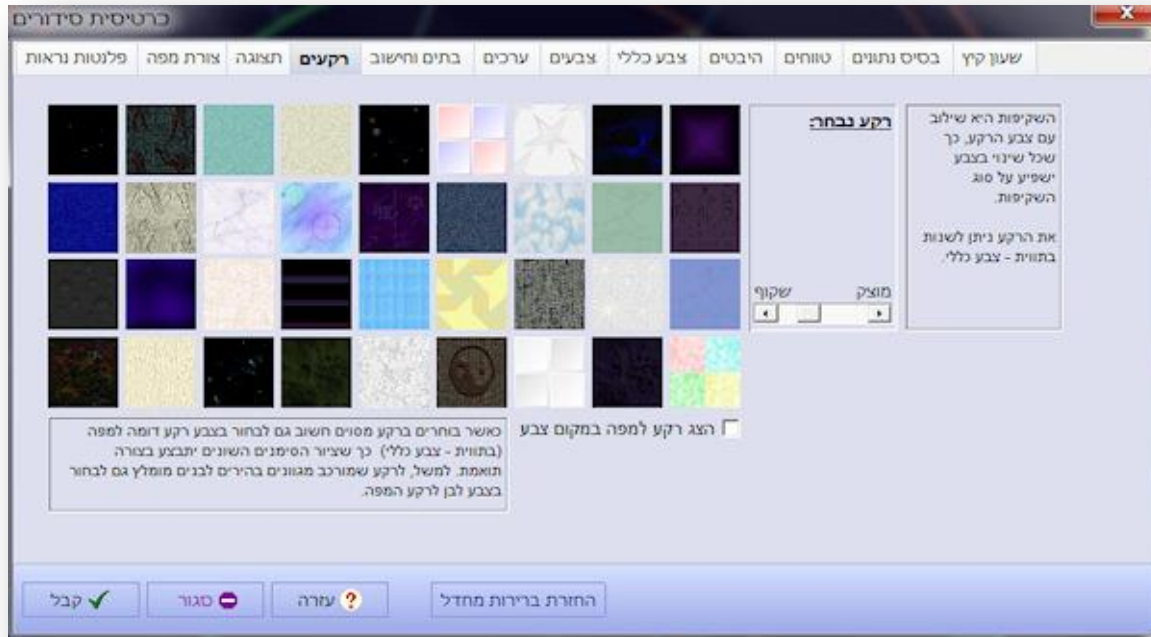 כרטיסית סידורים
שעון קיץ בסיס נתונים טווחים היבטים צבע כללי צבעים ערכים בתים וחישוב רקעים תצוגה צורת מפה פלנטות נראות
השקיפות היא שילוב
עם צבע הרקע, כך
שכל שינוי בצבע
ישפיע על סוג
השקיפות.
את הרקע ניתן לשנות
בתווית - צבע כללי.
רקע נבחר:
מוצק שקוף
הצג רקע למפה במקום צבע
כאשר בוחרים ברקע מסוים חשוב גם לבחור בצבע רקע דומה למפה
(בתווית - צבע כללי) כך שציור הסימנים השונים יתבצע בצורה
תואמת. למשל, לרקע שמורכב מגוונים בהירים לבנים מומלץ גם לבחור
בצבע לבן לרקע המפה.
החזרת ברירות מחדל עזרה סגור קבל